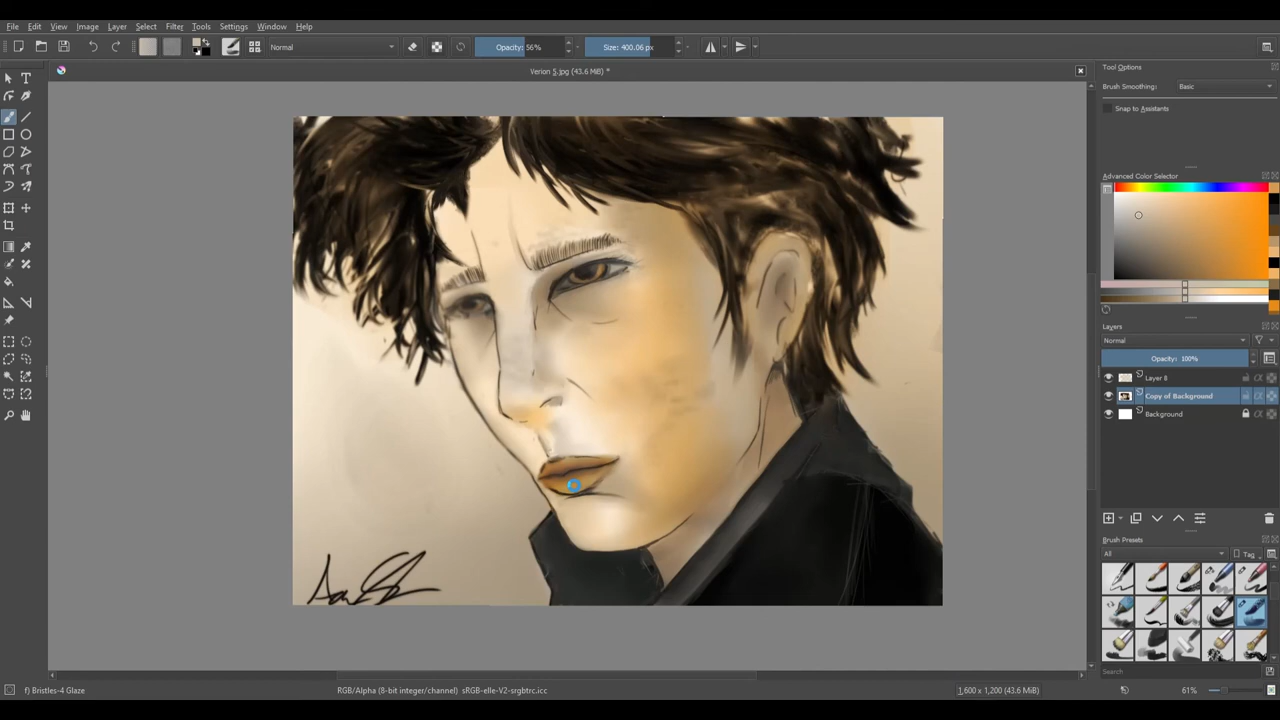 File Edit View Image Layer Select Filter Tools Settings Window Help
Normal Opacity: 56% Size: 400.06 px
Verion 5.jpg (43.6 MiB) *
Tool Options
Brush Smoothing: Basic
Snap to Assistants
Advanced Color Selector
Layers
Normal
Opacity: 100%
Layer 8
Copy of Background
Background
Brush Presets
All Tag
Search
f) Bristles-4 Glaze RGB/Alpha (8-bit integer/channel) sRGB-elle-V2-srgbtrc.icc 1,600 x 1,200 (43.6 MiB) 61%